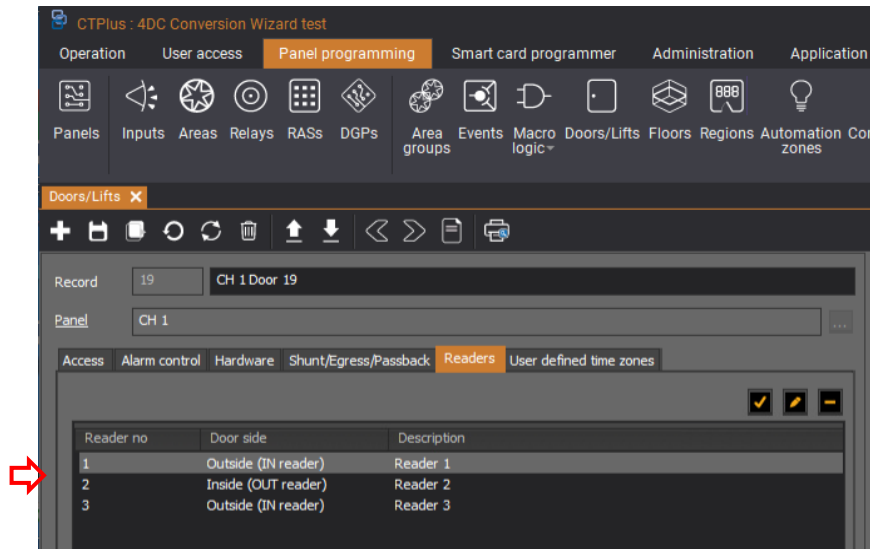 CTPlus : 4DC Conversion Wizard test
Operation User access Panel programming Smart card programmer Administration Application
888
Panels Inputs Areas Relays RASs DGPs Area groups Events Macro logic Doors/Lifts Floors Regions Automation zones Cor
Doors/Lifts
Record 19 CH 1 Door 19
Panel CH 1 ...
Access Alarm control Hardware Shunt/Egress/Passback Readers User defined time zones
Reader no Door side Description
1 Outside (IN reader) Reader 1
2 Inside (OUT reader) Reader 2
3 Outside (IN reader) Reader 3